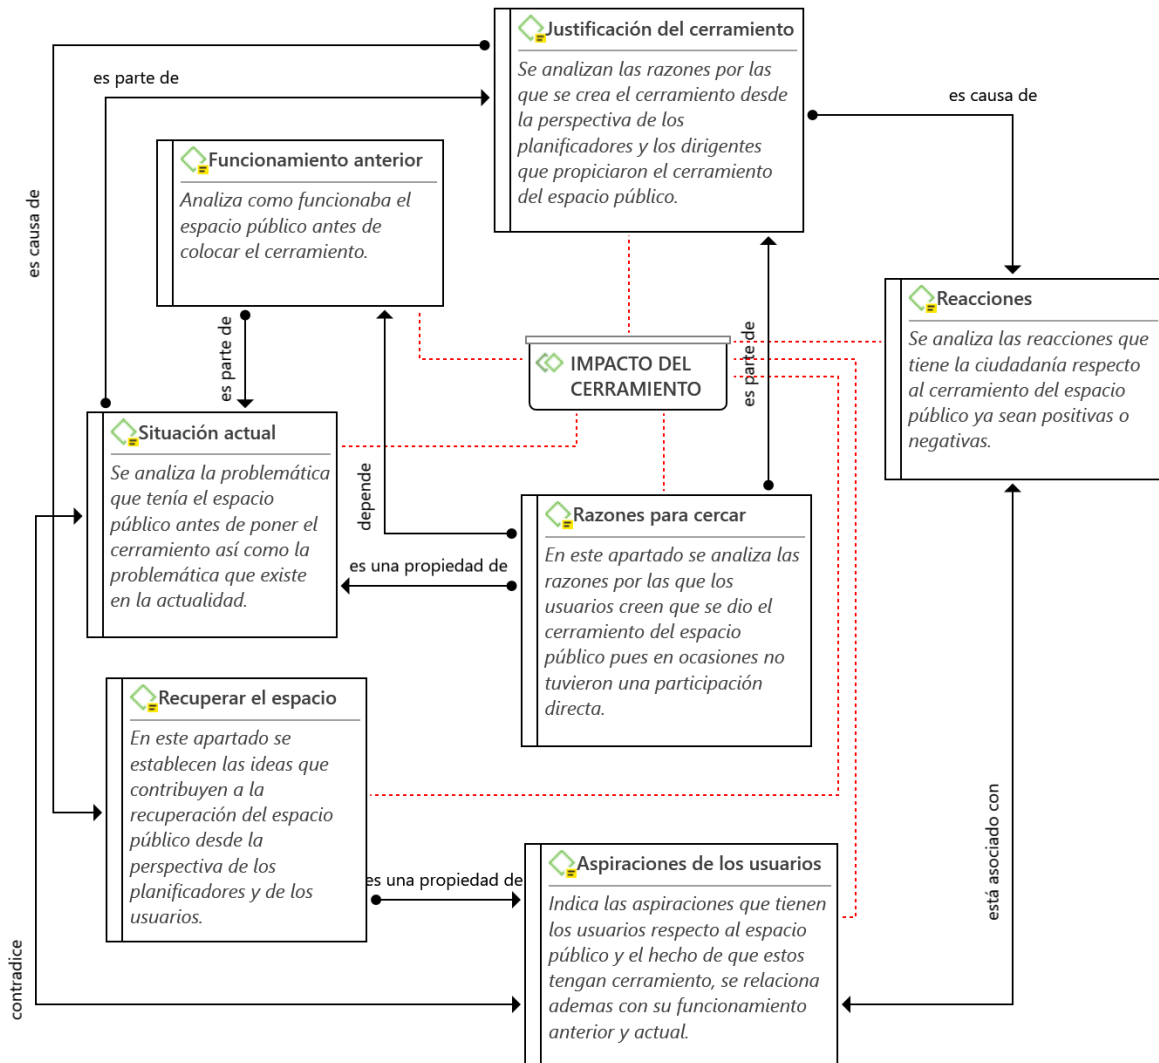 Justificación del cerramiento
Se analizan las razones por las
que se crea el cerramiento desde
la perspectiva de los
planificadores y los dirigentes
que propiciaron el cerramiento
del espacio público.
es parte de
es causa de
es causa de
Funcionamiento anterior
Analiza como funcionaba el
espacio público antes de
colocar el cerramiento.
Reacciones
Se analiza las reacciones que
tiene la ciudadanía respecto
al cerramiento del espacio
público ya sean positivas o
negativas.
es parte de
es parte de
IMPACTO DEL
CERRAMIENTO
Situación actual
Se analiza la problemática
que tenía el espacio
público antes de poner el
cerramiento así como la
problemática que existe
en la actualidad.
depende
es una propiedad de
Razones para cercar
En este apartado se analiza las
razones por las que los
usuarios creen que se dio el
cerramiento del espacio
público pues en ocasiones no
tuvieron una participación
directa.
Recuperar el espacio
En este apartado se
establecen las ideas que
contribuyen a la
recuperación del espacio
público desde la
perspectiva de los
planificadores y de los
usuarios.
es una propiedad de
está asociado con
contradice
Aspiraciones de los usuarios
Indica las aspiraciones que tienen
los usuarios respecto al espacio
público y el hecho de que estos
tengan cerramiento, se relaciona
ademas con su funcionamiento
anterior y actual.